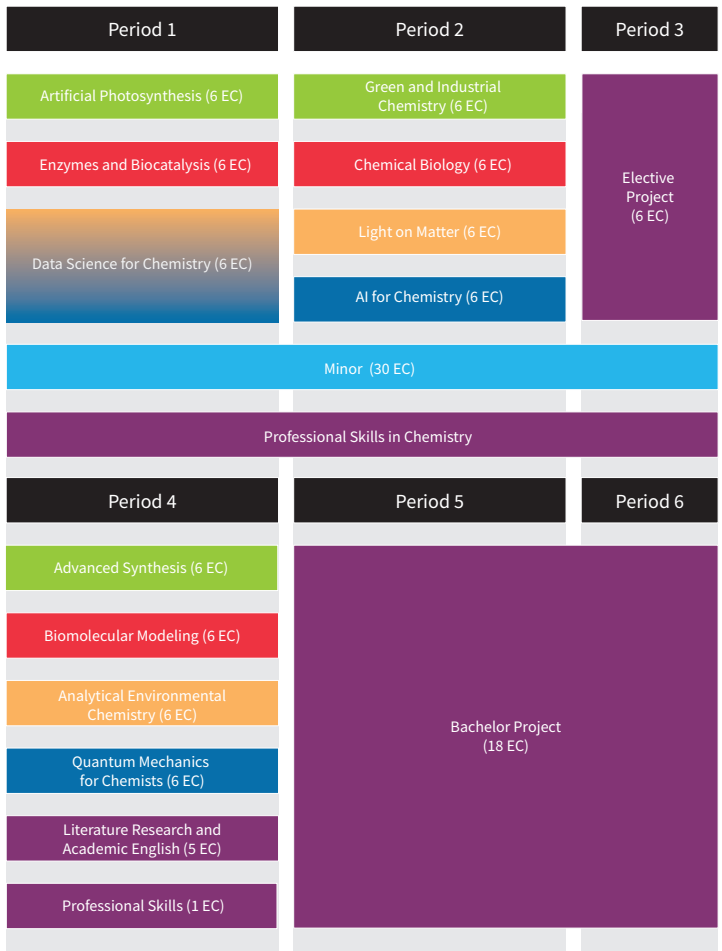 Period 1
Period 2
Period 3
Artificial Photosynthesis (6 EC)
Green and Industrial
Chemistry (6 EC)
Elective
Project
(6 EC)
Enzymes and Biocatalysis (6 EC)
Chemical Biology (6 EC)
Data Science for Chemistry (6 EC)
Light on Matter (6 EC)
AI for Chemistry (6 EC)
Minor (30 EC)
Professional Skills in Chemistry
Period 4
Period 5
Period 6
Advanced Synthesis (6 EC)
Biomolecular Modeling (6 EC)
Analytical Environmental
Chemistry (6 EC)
Quantum Mechanics
for Chemists (6 EC)
Literature Research and
Academic English (5 EC)
Professional Skills (1 EC)
Bachelor Project
(18 EC)